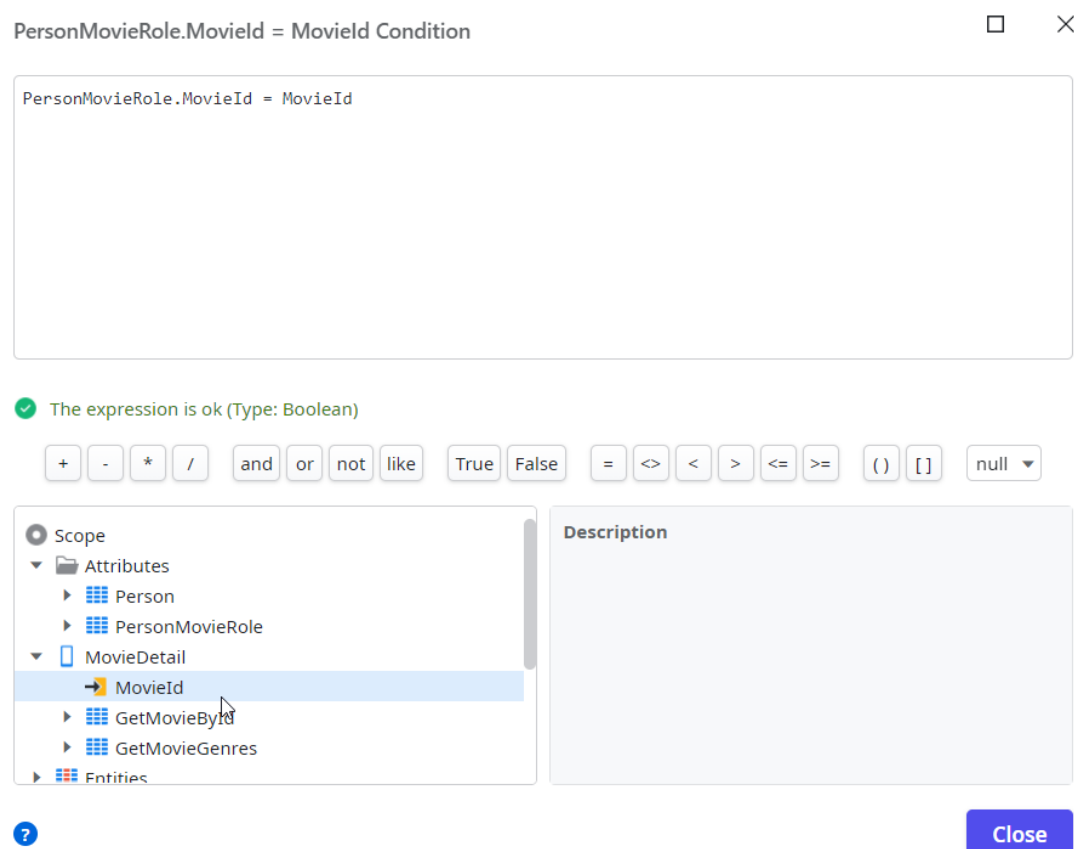 PersonMovieRole.MovieId = MovieId Condition
PersonMovieRole.MovieId = MovieId
The expression is ok (Type: Boolean)
+ - * / and or not like True False = <> < > <= >= ( ) [ ] null
Scope
Attributes
Person
PersonMovieRole
MovieDetail
MovieId
GetMovieById
GetMovieGenres
Entities
Description
?
Close